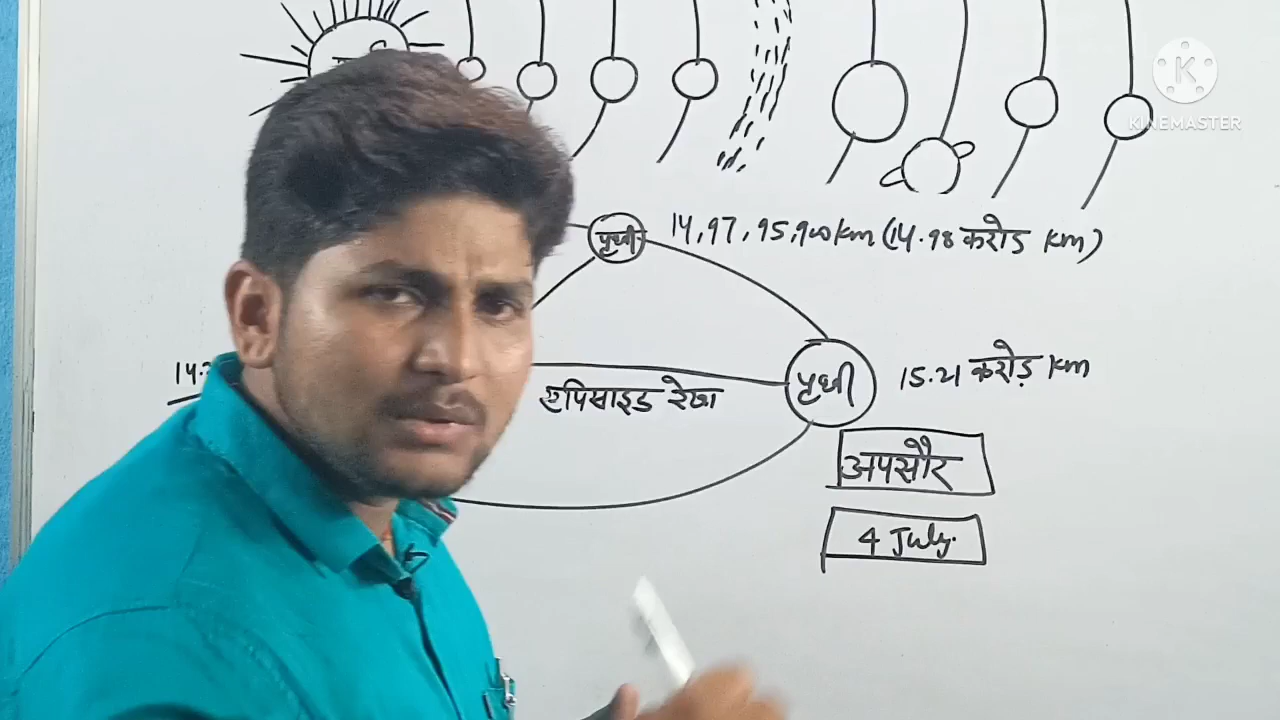 K
KINEMASTER
पृथ्वी 14,97,95,900 km (14.98 करोड़ km)
14.
एपिसाइड रेखा
पृथ्वी
15.21 करोड़ km
अपसौर
4 July.